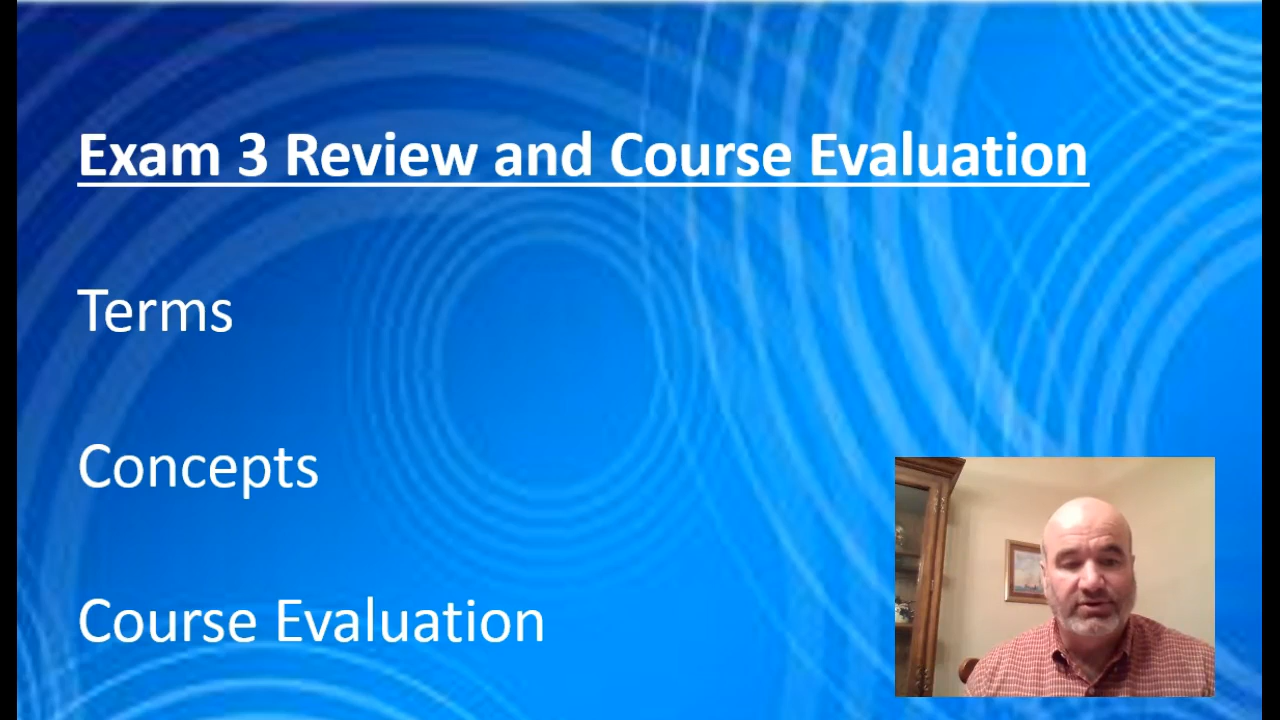 Exam 3 Review and Course Evaluation
Terms
Concepts
Course Evaluation